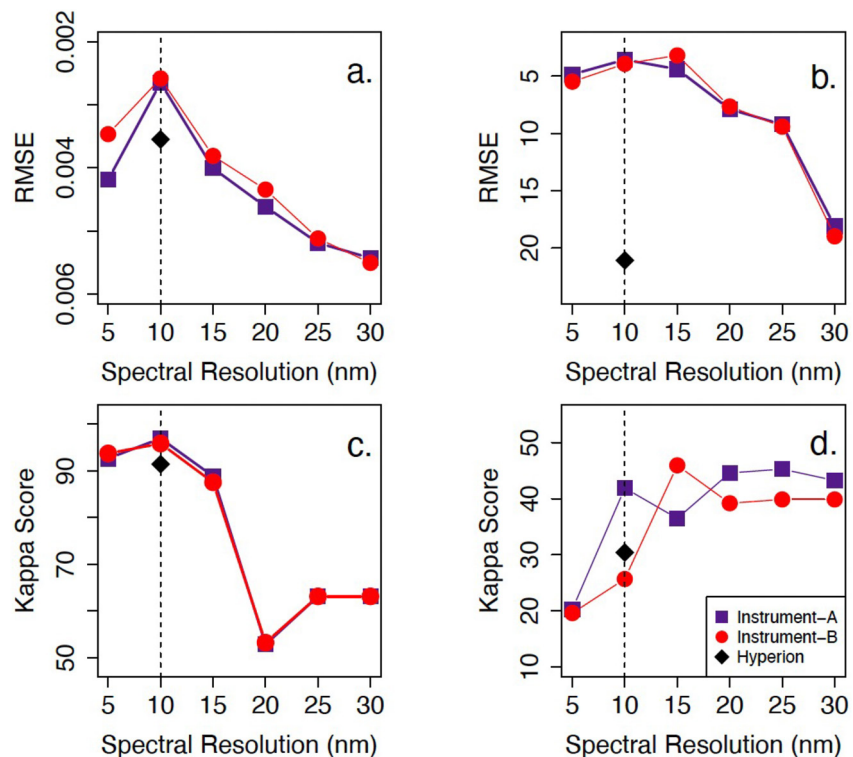 a.
RMSE
0.002
0.004
0.006
5 10 15 20 25 30
Spectral Resolution (nm)
b.
RMSE
5
10
15
20
5 10 15 20 25 30
Spectral Resolution (nm)
c.
Kappa Score
90
70
50
5 10 15 20 25 30
Spectral Resolution (nm)
d.
Kappa Score
50
40
30
20
10
Instrument-A
Instrument-B
Hyperion
5 10 15 20 25 30
Spectral Resolution (nm)